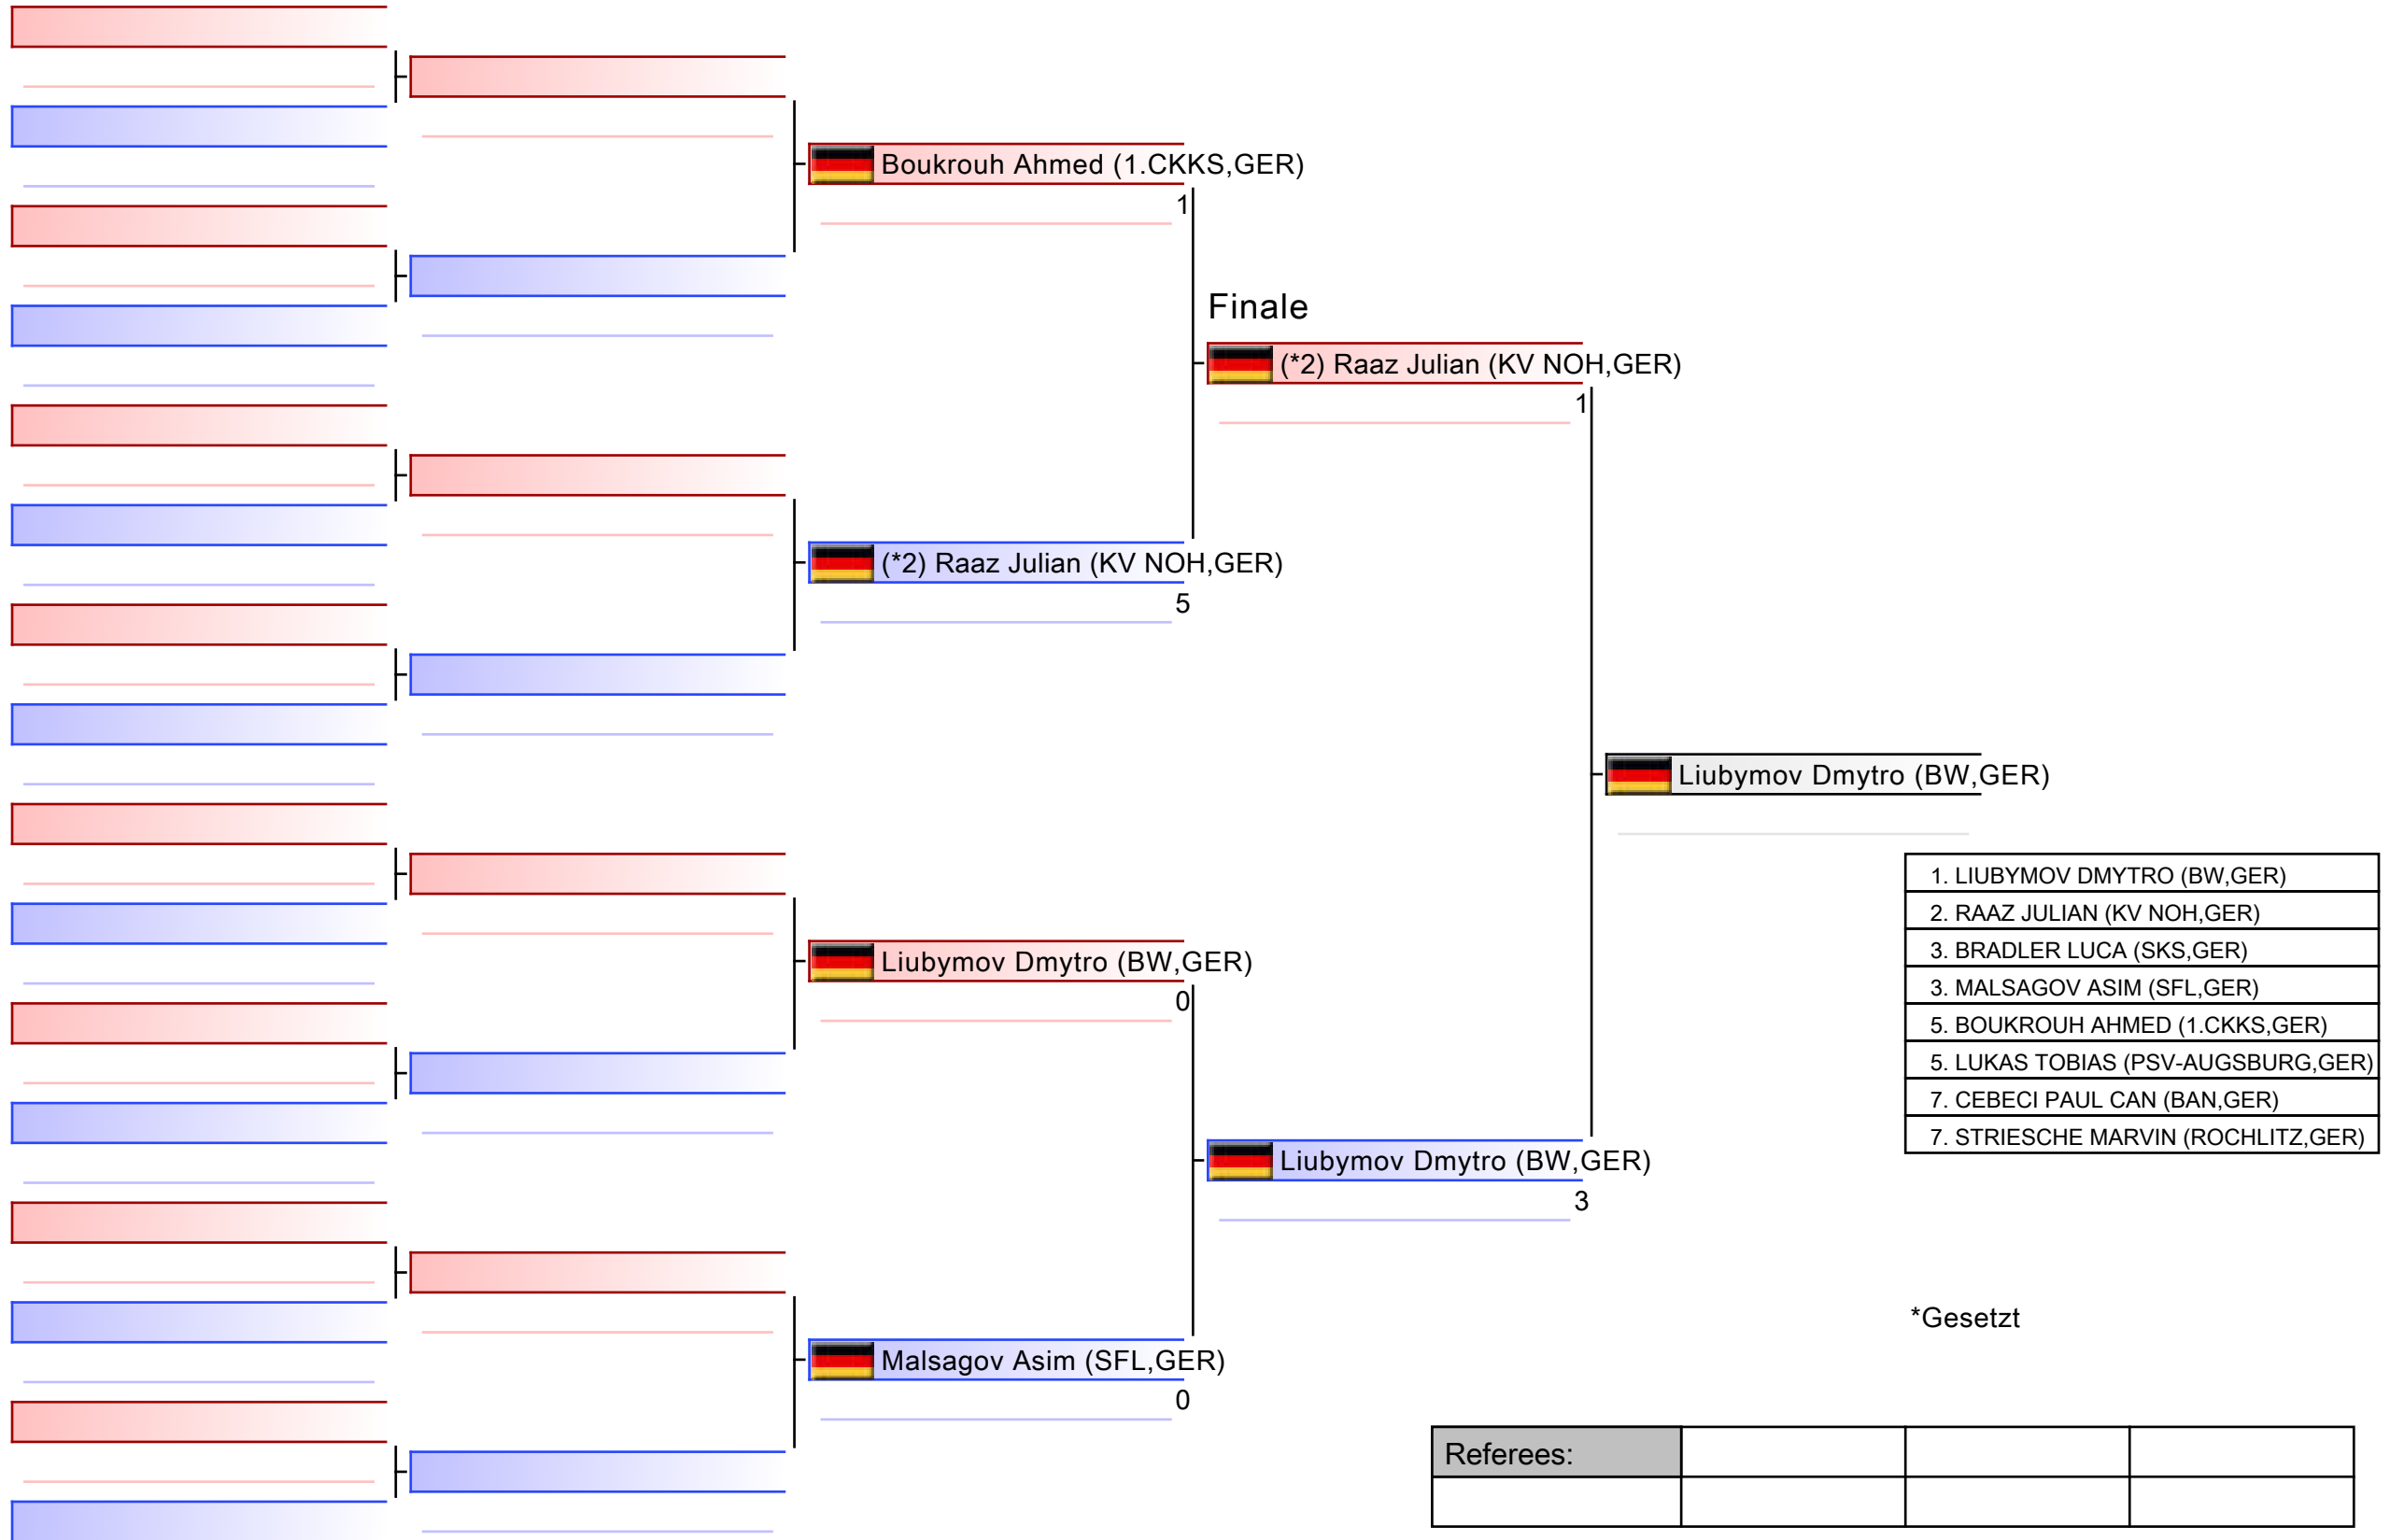 Boukrouh Ahmed (1.CKKS,GER)
1
Finale
(*2) Raaz Julian (KV NOH,GER)
1
(*2) Raaz Julian (KV NOH,GER)
5
Liubymov Dmytro (BW,GER)
1. LIUBYMOV DMYTRO (BW,GER)
2. RAAZ JULIAN (KV NOH,GER)
3. BRADLER LUCA (SKS,GER)
3. MALSAGOV ASIM (SFL,GER)
5. BOUKROUH AHMED (1.CKKS,GER)
5. LUKAS TOBIAS (PSV-AUGSBURG,GER)
7. CEBECI PAUL CAN (BAN,GER)
7. STRIESCHE MARVIN (ROCHLITZ,GER)
Liubymov Dmytro (BW,GER)
0
Liubymov Dmytro (BW,GER)
3
Malsagov Asim (SFL,GER)
0
*Gesetzt
Referees: